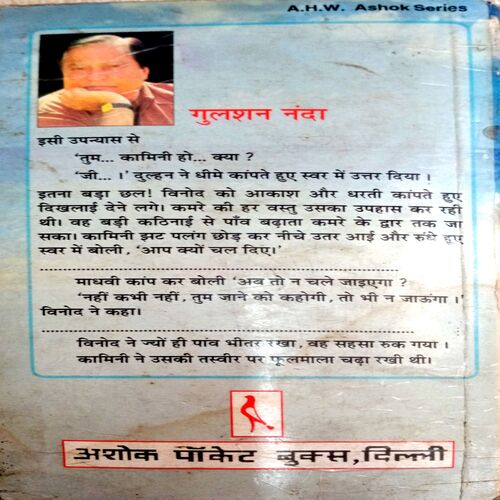 A.H.W. Ashok Series
गुलशन नंदा
इसी उपन्यास से
'तुम... कामिनी हो... क्या ?
'जी... ।' दुल्हन ने धीमे कांपते हुए स्वर में उत्तर दिया ।
इतना बड़ा छल! विनोद को आकाश और धरती कांपते हुए
दिखलाई देने लगे। कमरे की हर वस्तु उसका उपहास कर रही
थी। वह बड़ी कठिनाई से पाँव बढ़ाता कमरे के द्वार तक जा
सका। कामिनी झट पलंग छोड़ कर नीचे उतर आई और रुंधे हुए
स्वर में बोली, 'आप क्यों चल दिए।'
माधवी कांप कर बोली 'अब तो न चले जाइएगा ?
'नहीं कभी नहीं, तुम जाने को कहोगी, तो भी न जाऊंगा ।'
विनोद ने कहा।
विनोद ने ज्यों ही पांव भीतर रखा, वह सहसा रुक गया ।
कामिनी ने उसकी तस्वीर पर फूलमाला चढ़ा रखी थी।
अशोक पॉकेट बुक्स, दिल्ली